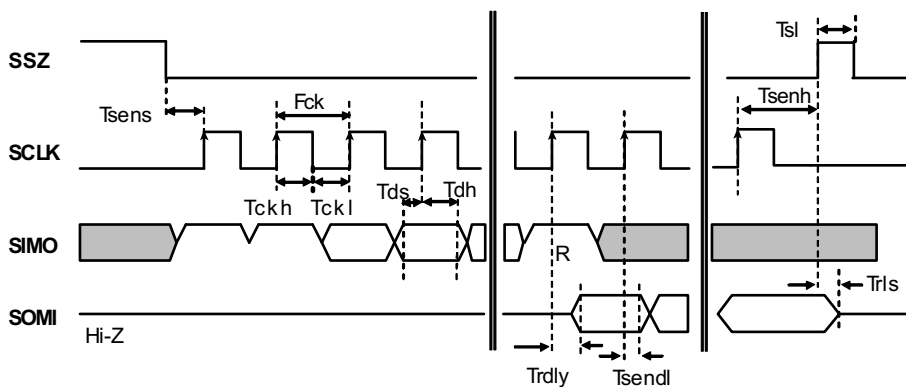 Tsl
SSZ
Tsens
Fck
Tsenh
SCLK
Tckh
Tckl
Tds
Tdh
SIMO
R
Trls
SOMI
Hi-Z
Trdly
Tsendl